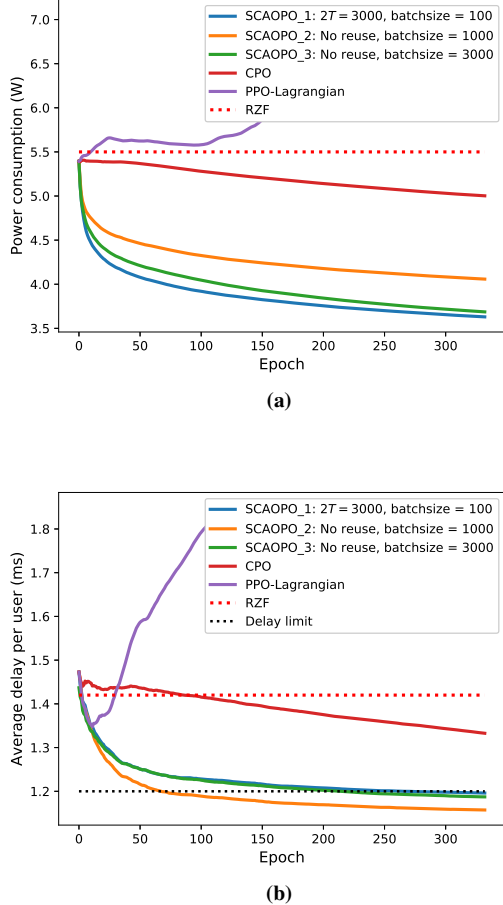 7.0
6.5
6.0
5.5
5.0
4.5
4.0
3.5
Power consumption (W)
SCAOPO_1: 2T = 3000, batchsize = 100
SCAOPO_2: No reuse, batchsize = 1000
SCAOPO_3: No reuse, batchsize = 3000
CPO
PPO-Lagrangian
RZF
0 50 100 150 200 250 300
Epoch
(a)
1.8
1.7
1.6
1.5
1.4
1.3
1.2
Average delay per user (ms)
SCAOPO_1: 2T = 3000, batchsize = 100
SCAOPO_2: No reuse, batchsize = 1000
SCAOPO_3: No reuse, batchsize = 3000
CPO
PPO-Lagrangian
RZF
Delay limit
0 50 100 150 200 250 300
Epoch
(b)